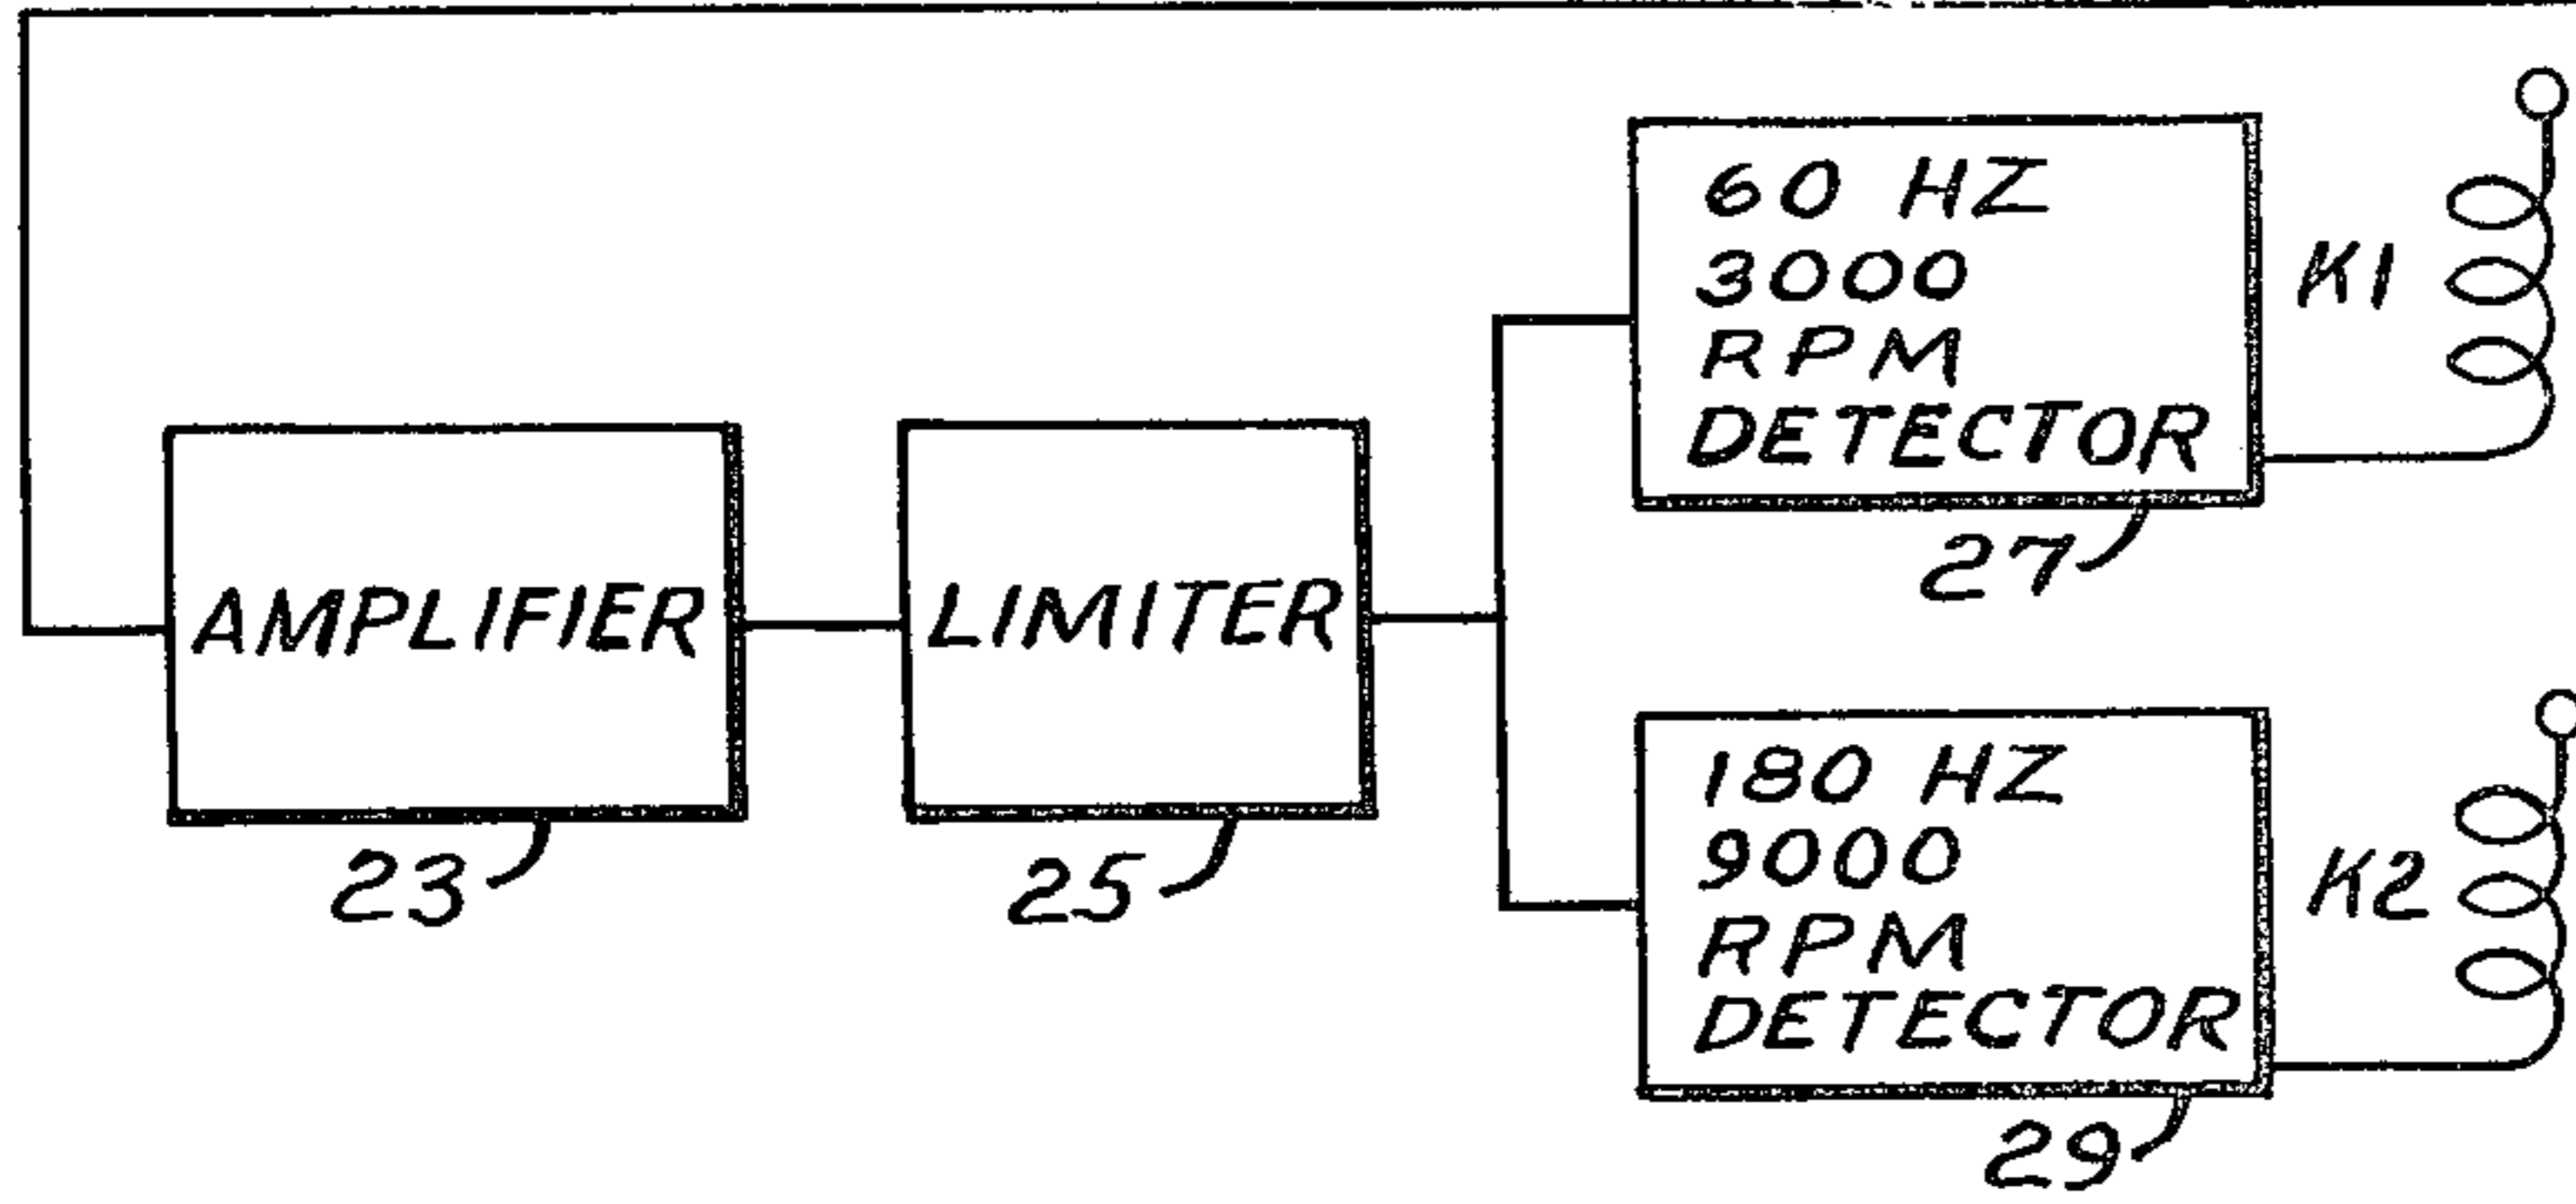 60 HZ
3000
RPM
DETECTOR
K1
27
AMPLIFIER
23
LIMITER
25
180 HZ
9000
RPM
DETECTOR
K2
29